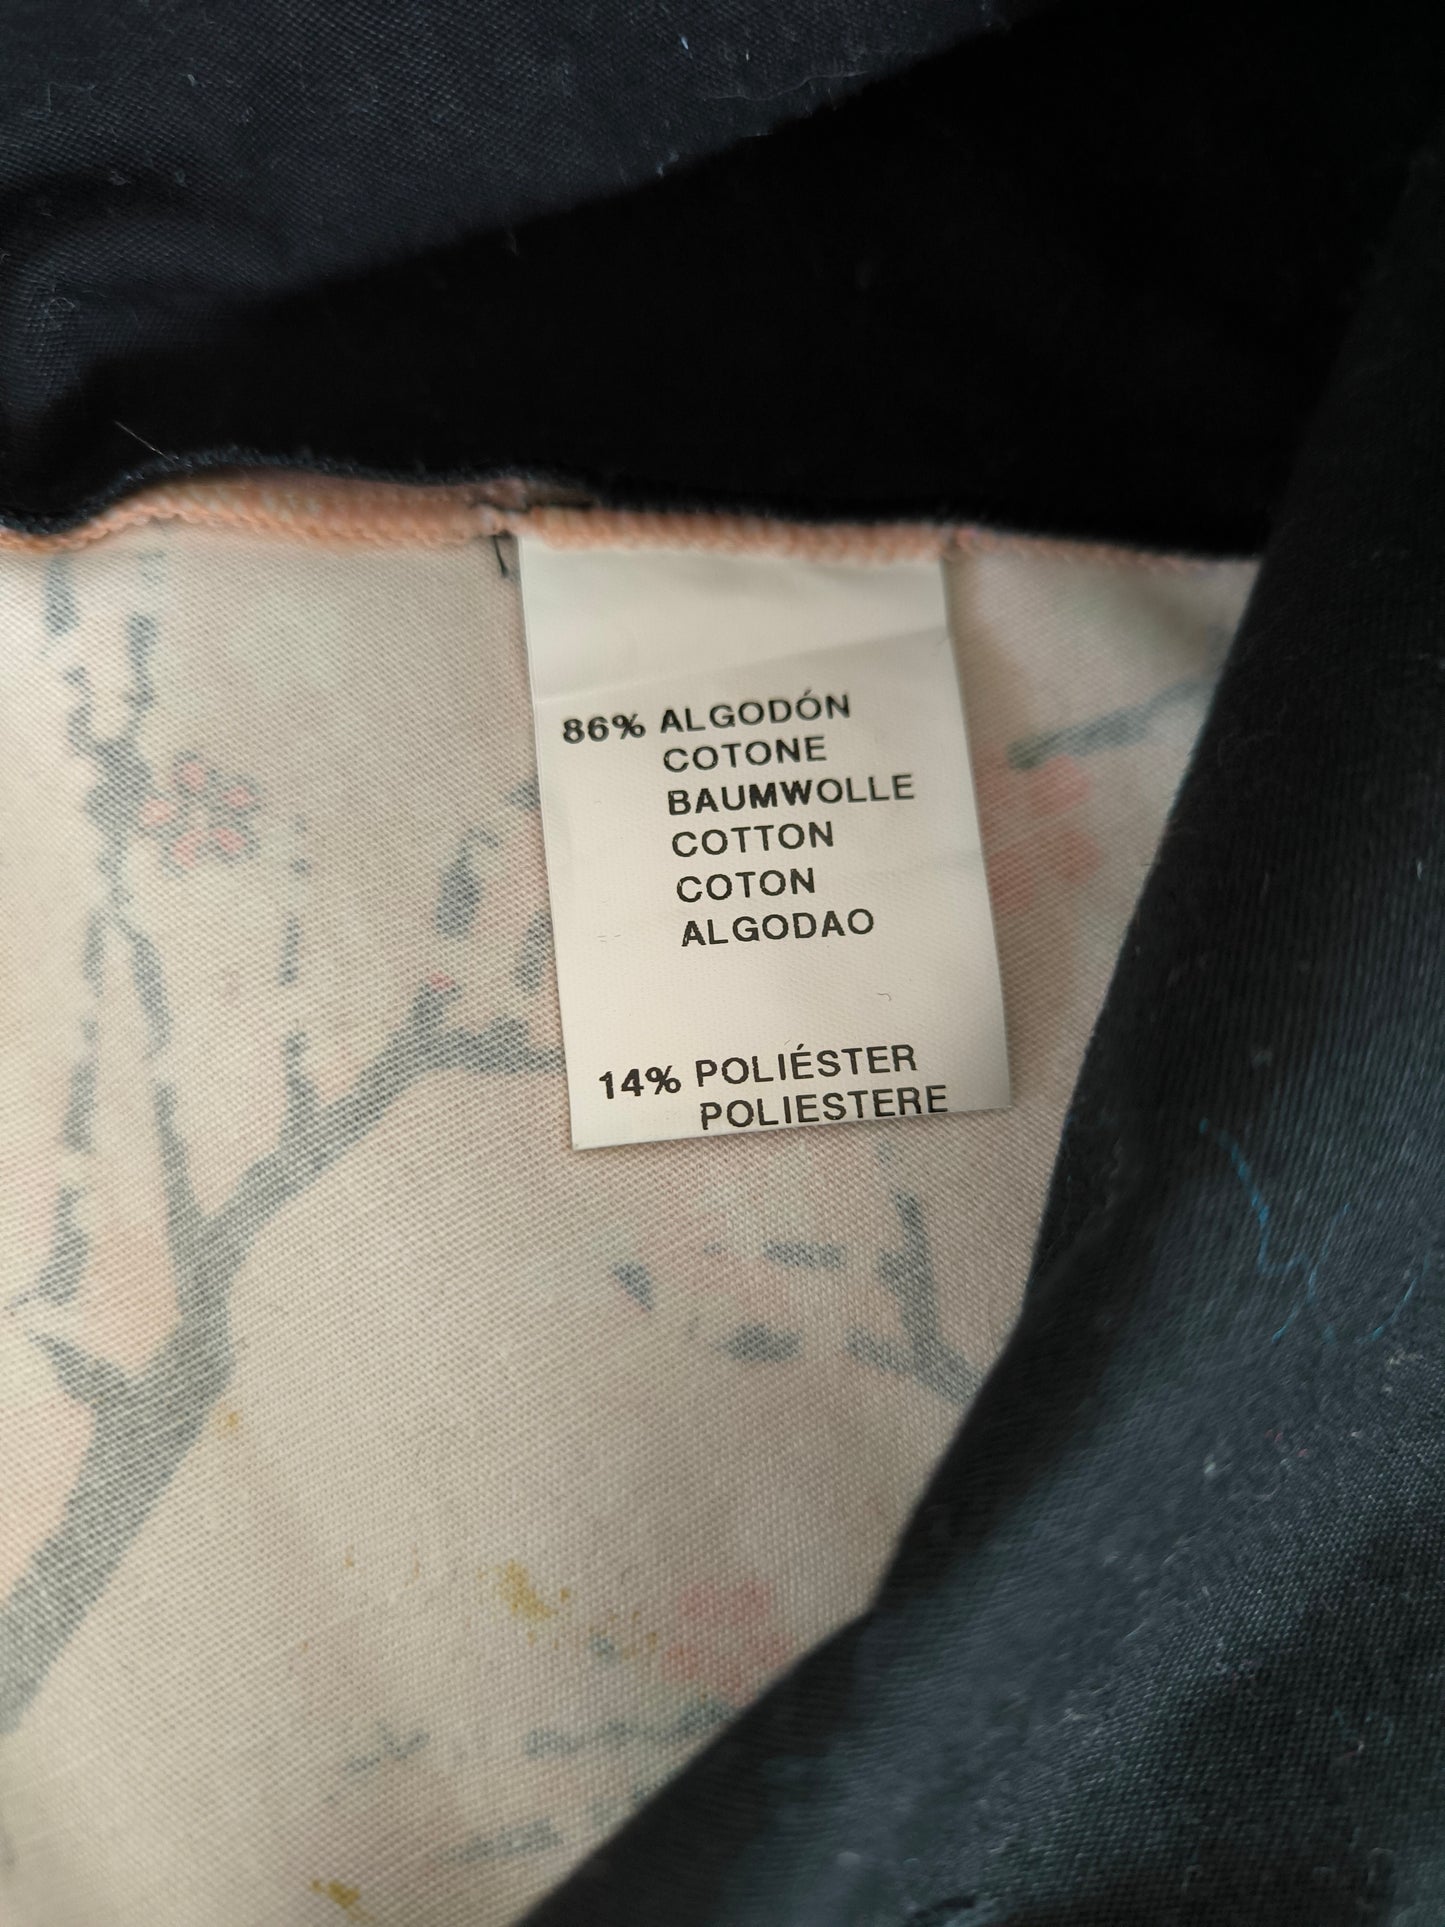 86% ALGODÓN
COTONE
BAUMWOLLE
COTTON
COTON
ALGODAO
14% POLIÉSTER
POLIESTERE